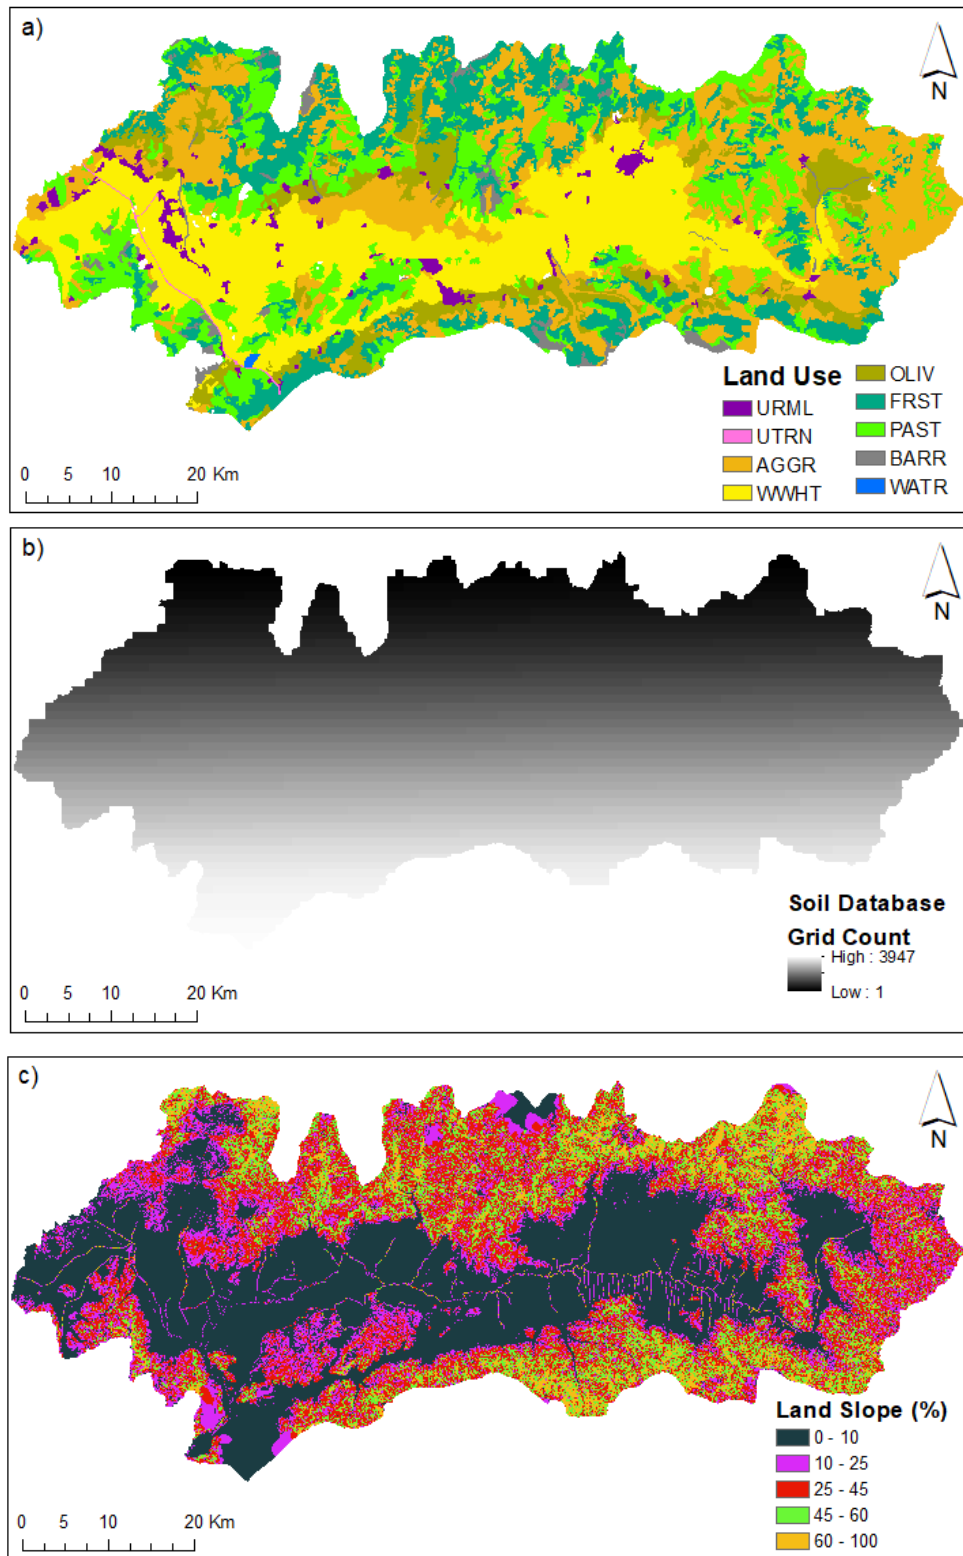 a)
N
Land Use
URML
UTRN
AGGR
WWHT
OLIV
FRST
PAST
BARR
WATR
0 5 10 20 Km
b)
N
Soil Database
Grid Count
High : 3947
Low : 1
0 5 10 20 Km
c)
N
Land Slope (%)
0 - 10
10 - 25
25 - 45
45 - 60
60 - 100
0 5 10 20 Km